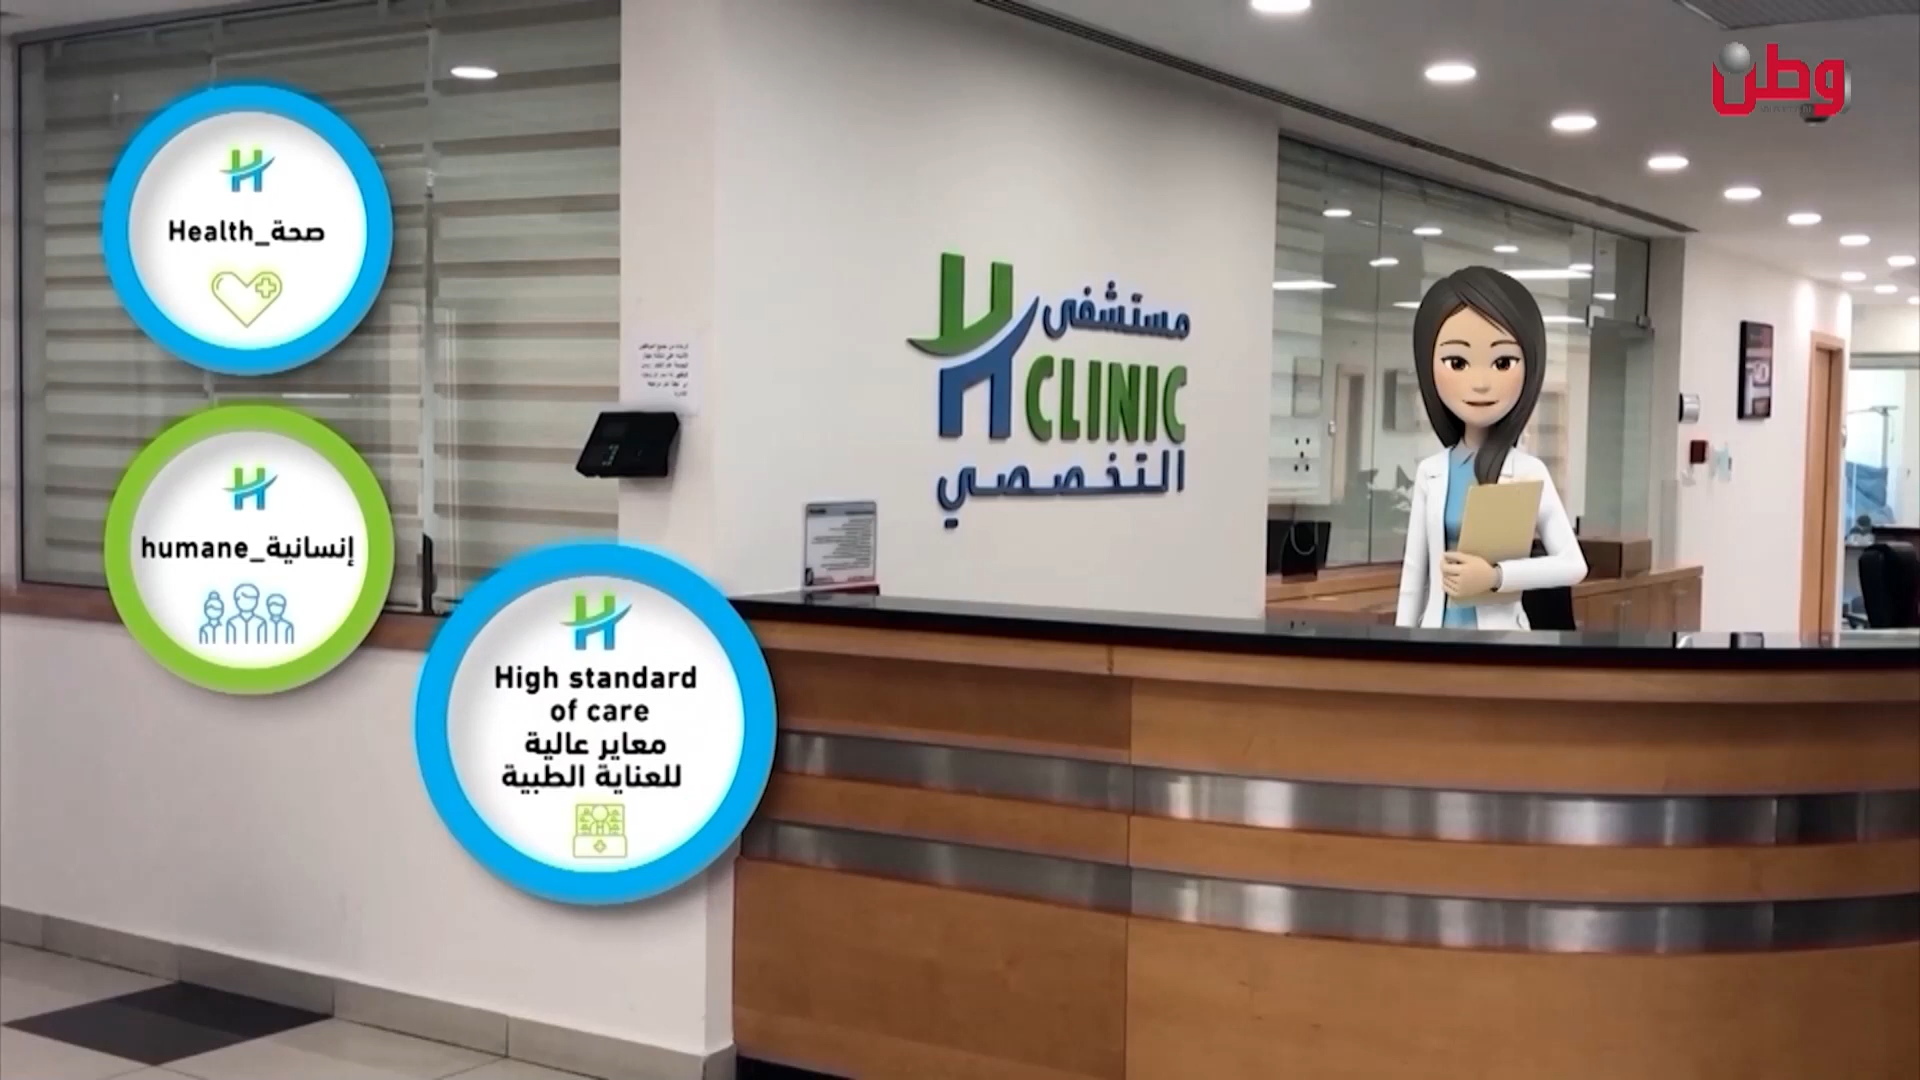 وطن
H
Health_صحة
H
humane_إنسانية
H
High standard
of care
معاير عالية
للعناية الطبية
H
مستشفى
CLINIC
التخصصي